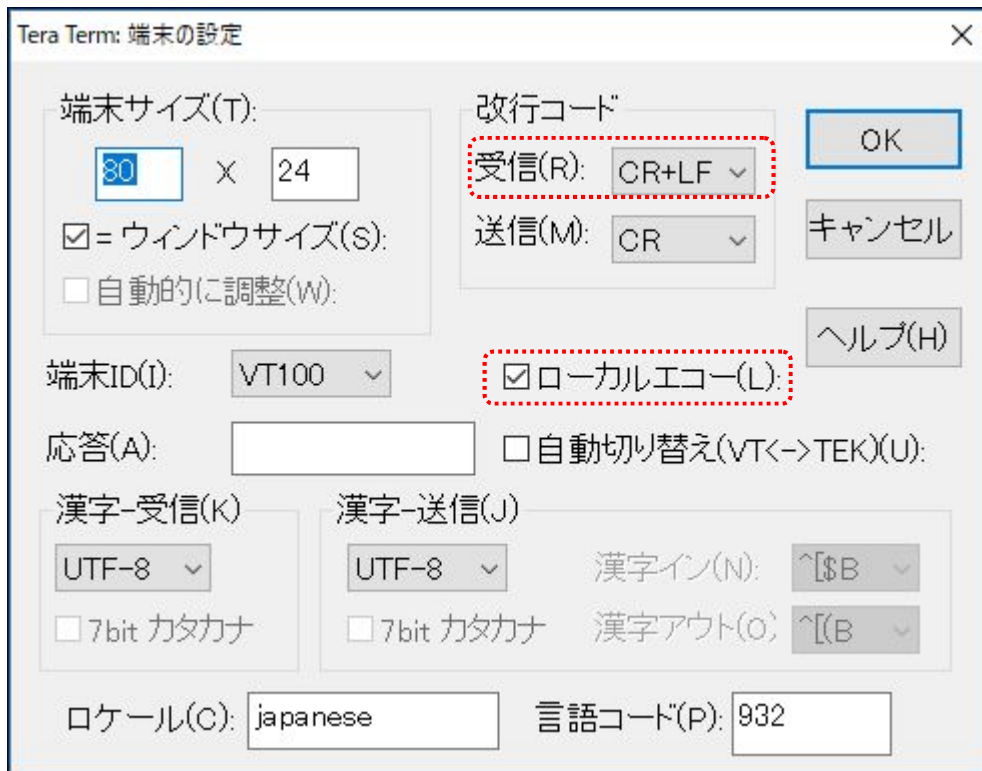 Tera Term: 端末の設定
端末サイズ(T):
80 X 24
☑= ウィンドウサイズ(S):
自動的に調整(W):
改行コード
受信(R): CR+LF
送信(M): CR
OK
キャンセル
ヘルプ(H)
端末ID(I): VT100
ローカルエコー(L):
応答(A):
自動切り替え(VT<->TEK)(U):
漢字-受信(K)
UTF-8
7bit カタカナ
漢字-送信(J)
UTF-8
漢字イン(N): ^[$B
7bit カタカナ
漢字アウト(O) ^[(B
ロケール(C): japanese
言語コード(P): 932